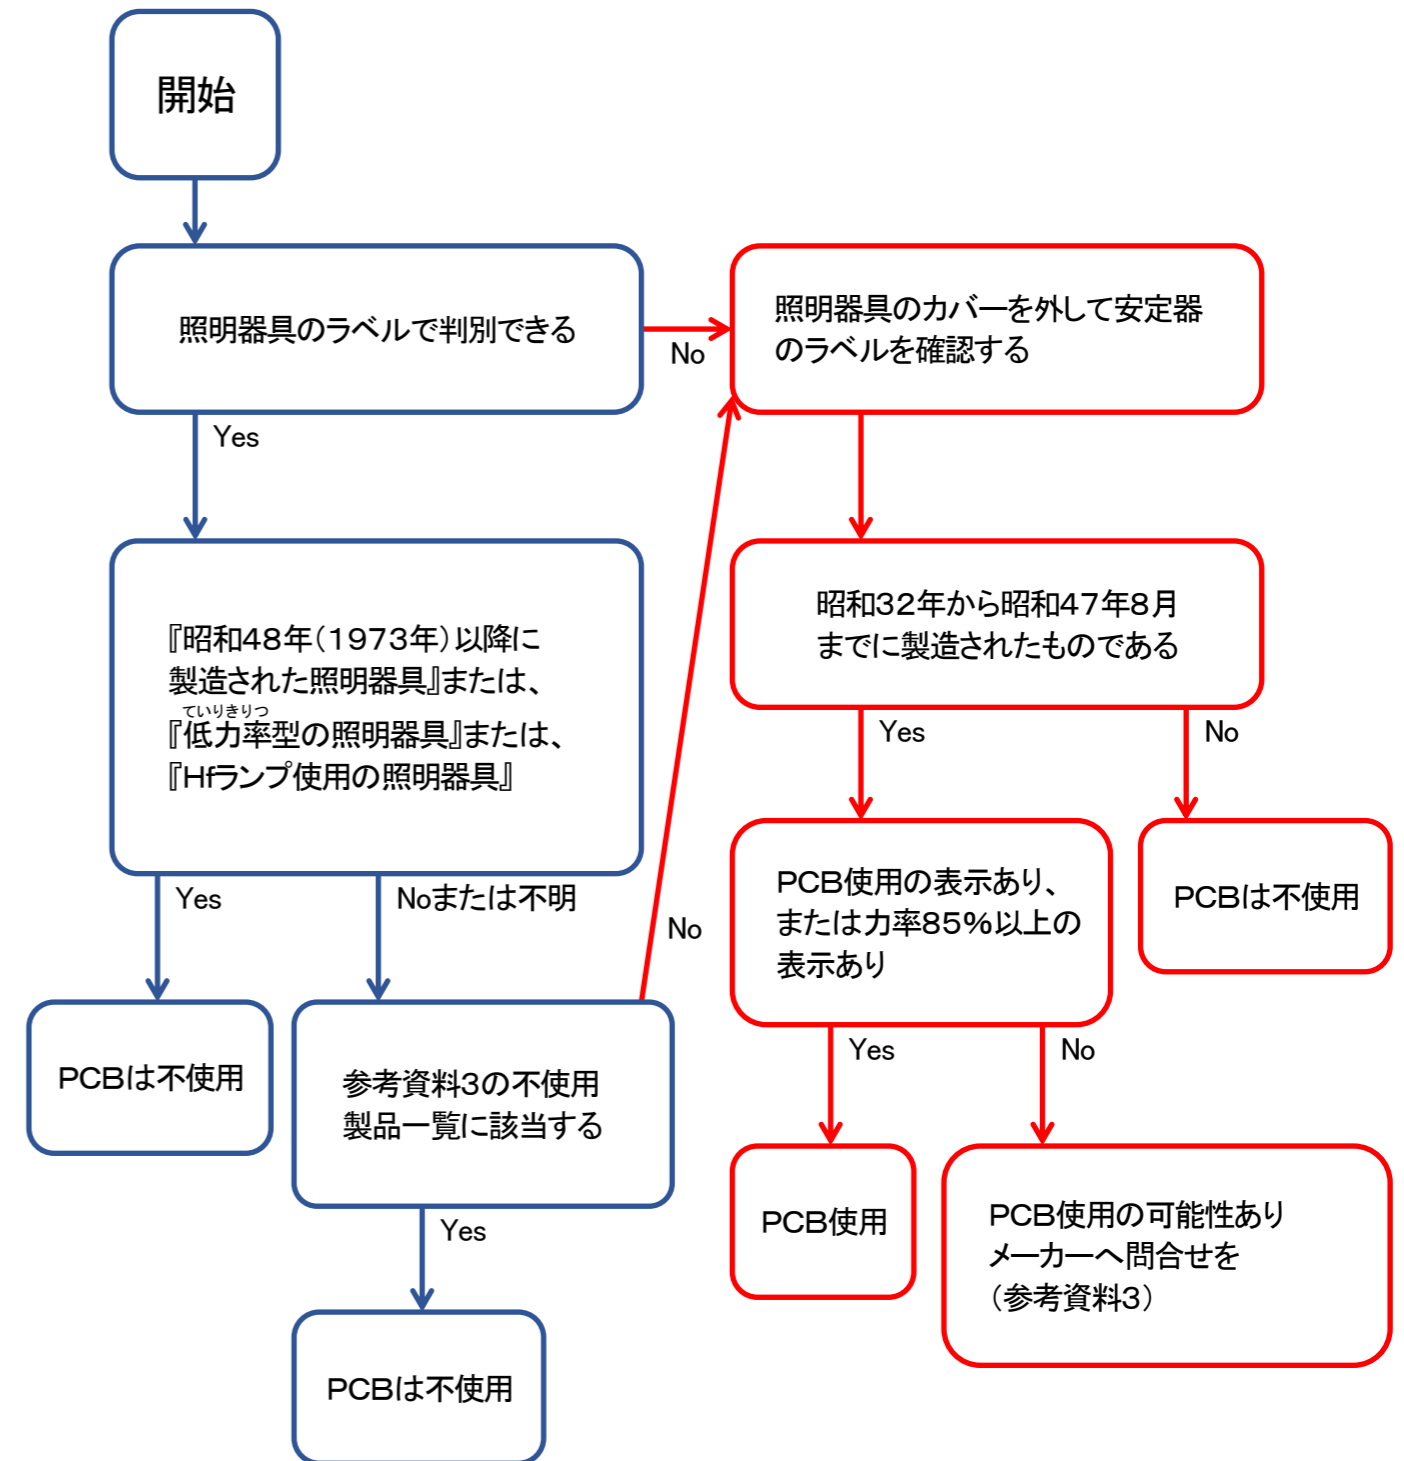 開始
照明器具のラベルで判別できる
No
照明器具のカバーを外して安定器
のラベルを確認する
Yes
『昭和48年(1973年)以降に
製造された照明器具』または、
ていりきりつ
『低力率型の照明器具』または、
『Hfランプ使用の照明器具』
昭和32年から昭和47年8月
までに製造されたものである
Yes
No
Yes
Noまたは不明
No
PCB使用の表示あり、
または力率85%以上の
表示あり
PCBは不使用
PCBは不使用
参考資料3の不使用
製品一覧に該当する
Yes
No
Yes
PCBは不使用
PCB使用
PCB使用の可能性あり
メーカーへ問合せを
(参考資料3)